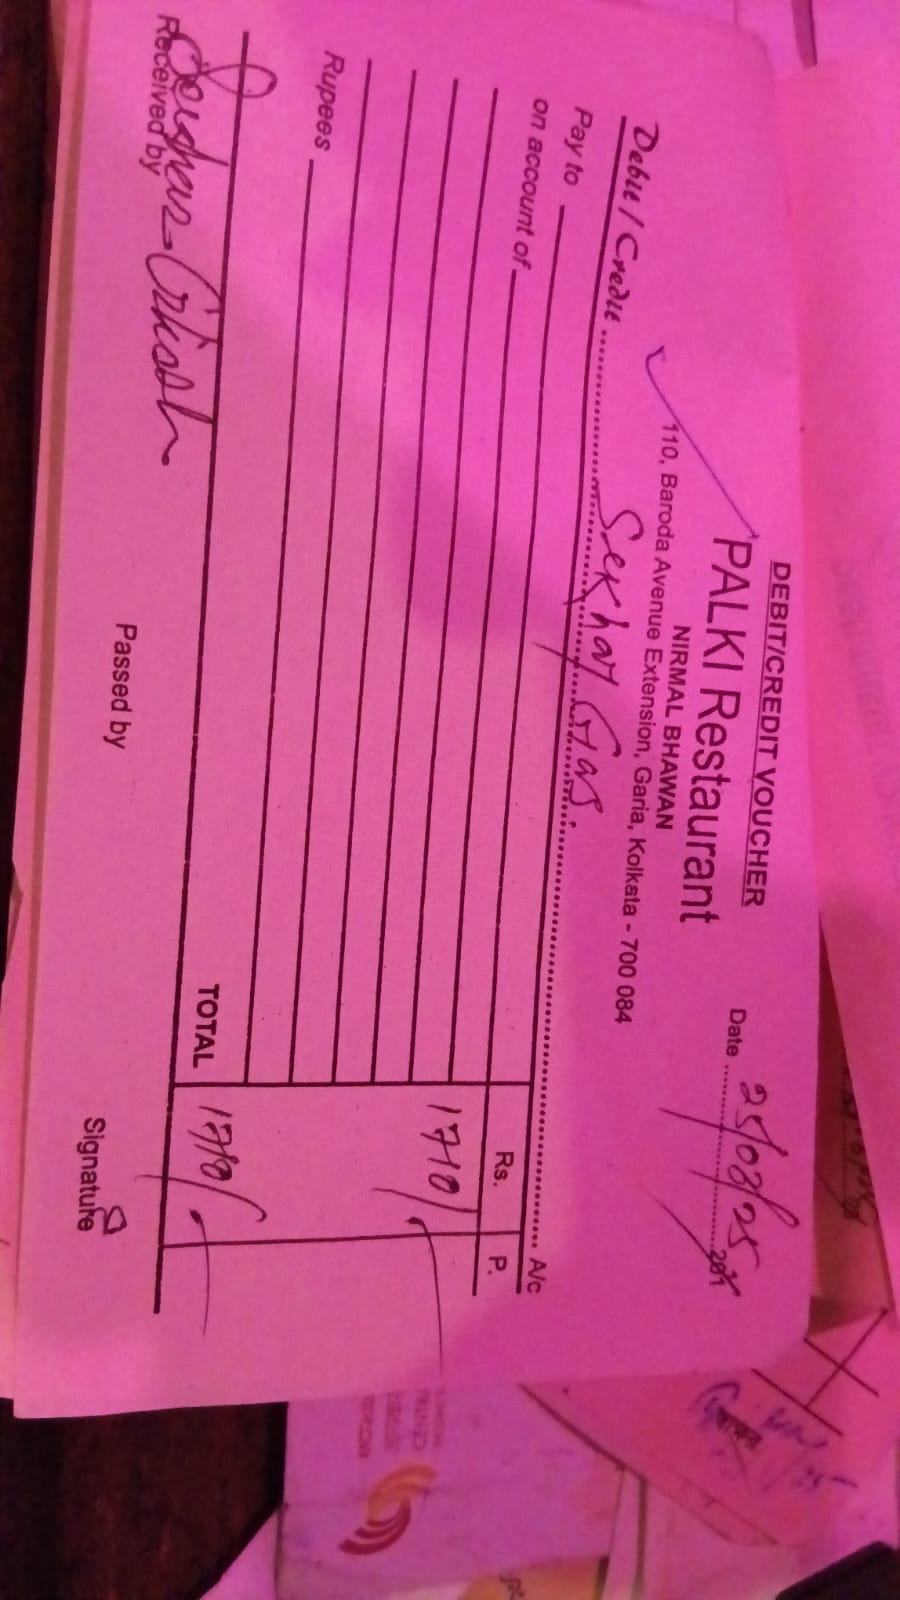 DEBIT/CREDIT VOUCHER
PALKI Restaurant
NIRMAL BHAWAN
110, Baroda Avenue Extension, Garia, Kolkata - 700 084
Date 25/08/25 201
Debit / Credit Sekhar Gas. A/c
Pay to
on account of
Rs. P.
1710/-
Rupees
TOTAL 1710/-
Received by
Passed by
Signature